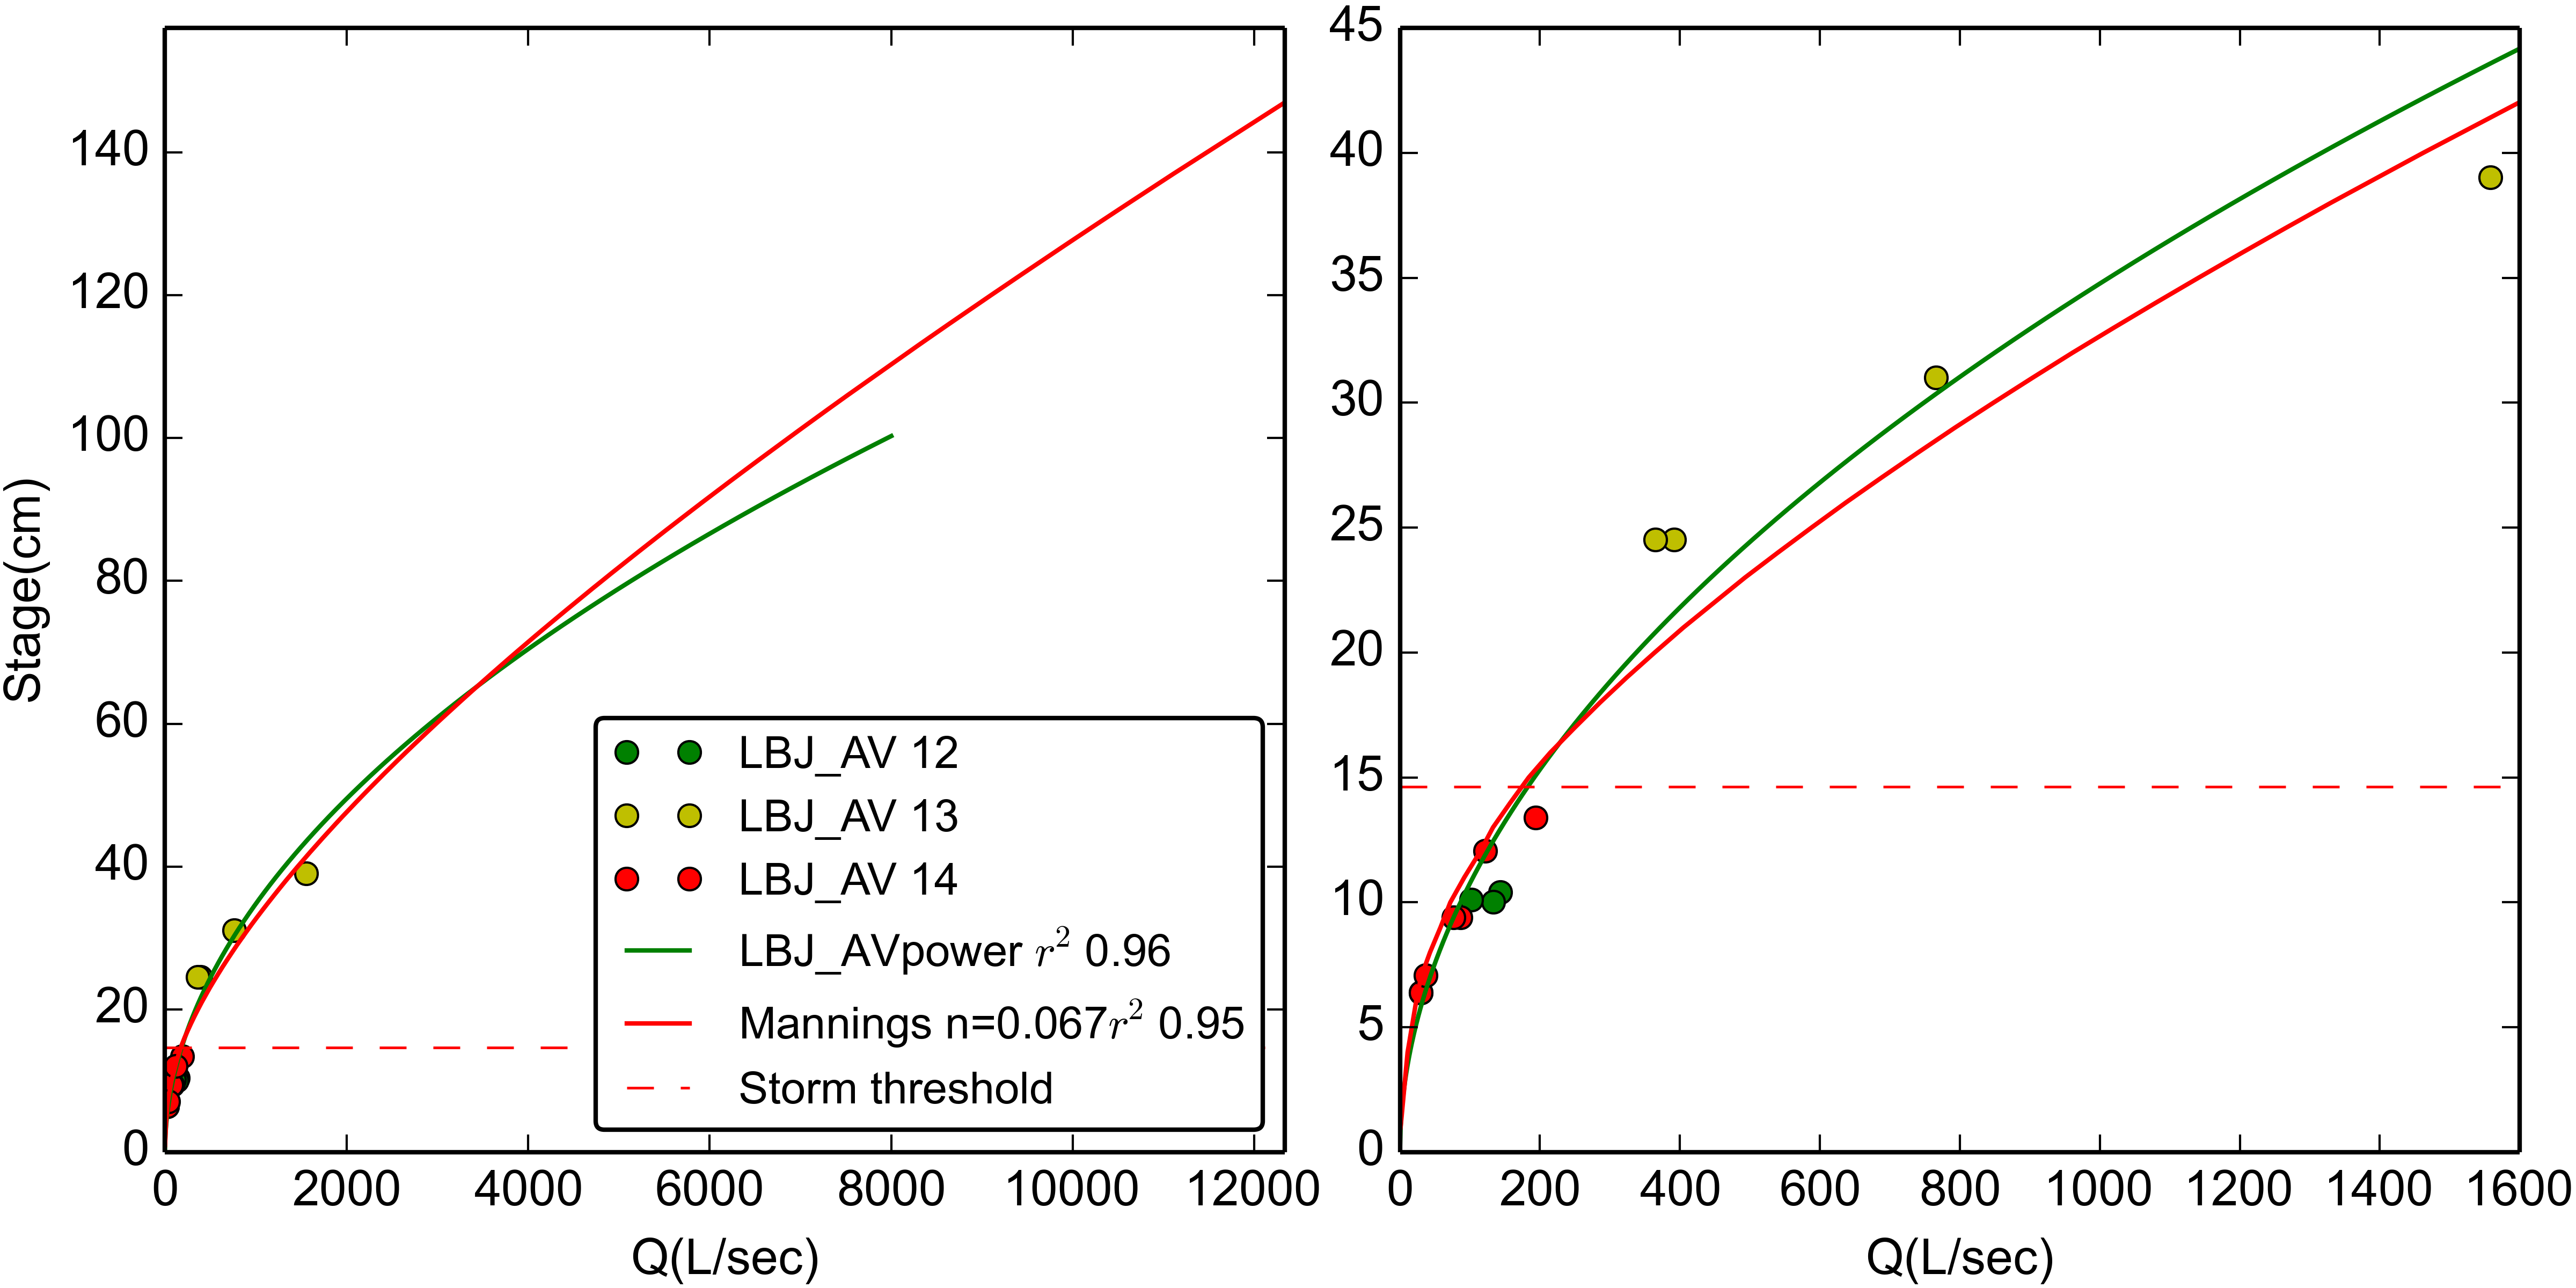 Stage(cm)
140
120
100
80
60
40
20
0
0 2000 4000 6000 8000 10000 12000
Q(L/sec)
LBJ_AV 12
LBJ_AV 13
LBJ_AV 14
LBJ_AVpower r² 0.96
Mannings n=0.067r² 0.95
Storm threshold
45
40
35
30
25
20
15
10
5
0
0 200 400 600 800 1000 1200 1400 1600
Q(L/sec)